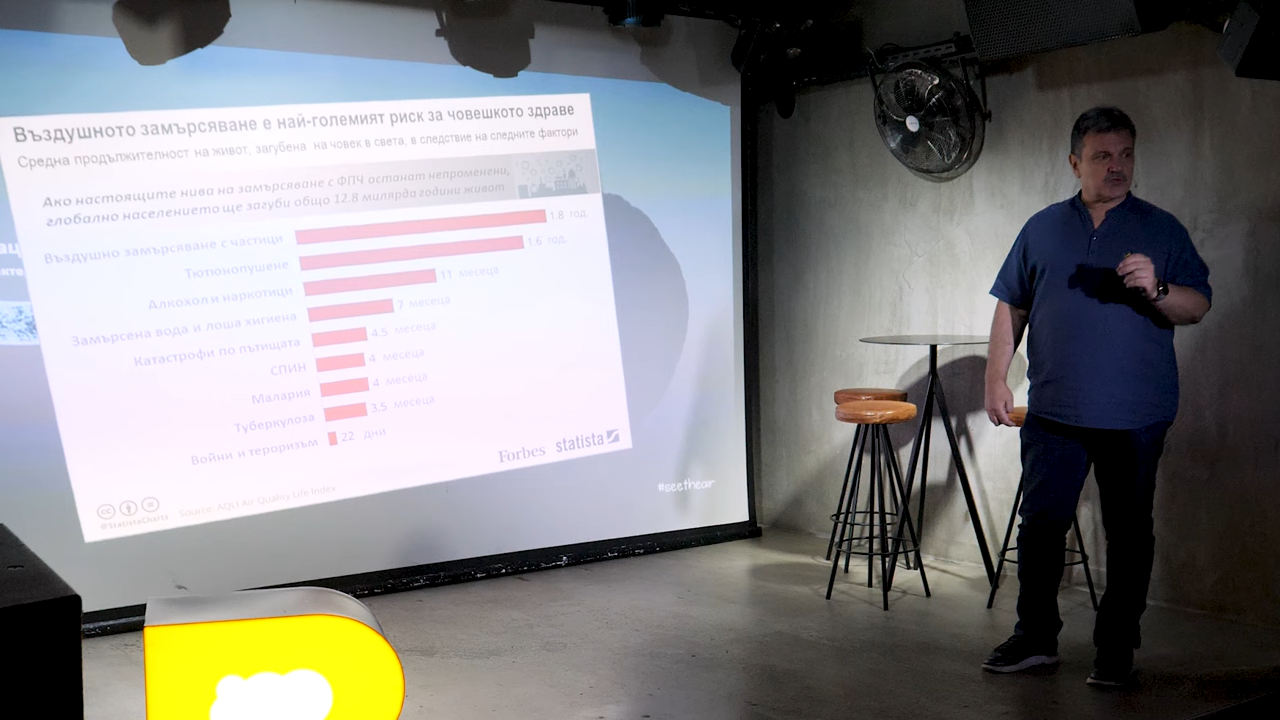 Въздушното замърсяване е най-големият риск за човешкото здраве
Средна продължителност на живот, загубена на човек в света, в следствие на следните фактори
Ако настоящите нива на замърсяване с ФПЧ останат непроменени,
глобално населението ще загуби общо 12.8 милярда години живот
Въздушно замърсяване с частици 1.8 год.
Тютюнопушене 1.6 год.
Алкохол и наркотици 11 месеца
Замърсена вода и лоша хигиена 7 месеца
Катастрофи по пътищата 4.5 месеца
СПИН 4 месеца
Малария 4 месеца
Туберкулоза 3.5 месеца
Войни и тероризъм 22 дни
Forbes statista
@StatistaCharts Source: AQLI Air Quality Life Index
#seetheair